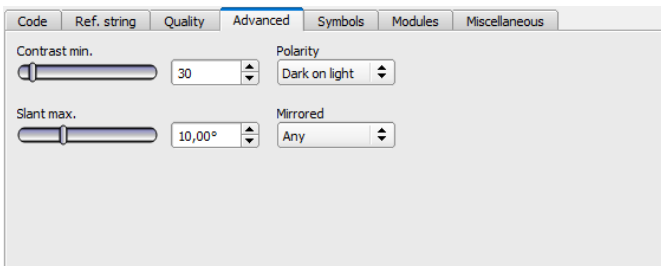 Code Ref. string Quality Advanced Symbols Modules Miscellaneous
Contrast min. Polarity
30 Dark on light
Slant max. Mirrored
10,00° Any